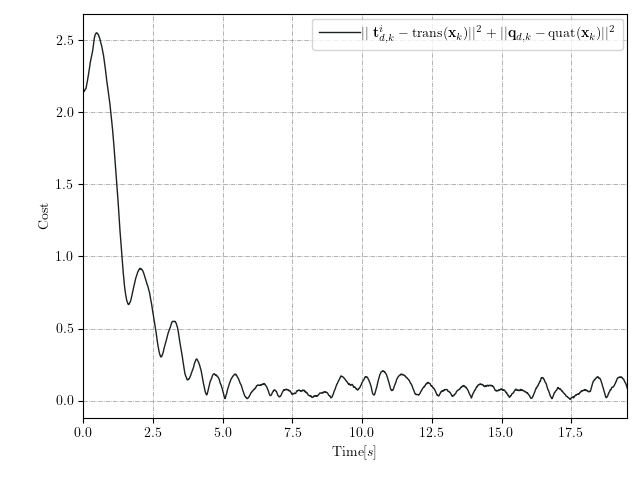 || t^i_{d,k} − trans(x_k)||^2 + ||q_{d,k} − quat(x_k)||^2
2.5
2.0
1.5
1.0
0.5
0.0
Cost
0.0 2.5 5.0 7.5 10.0 12.5 15.0 17.5
Time[s]